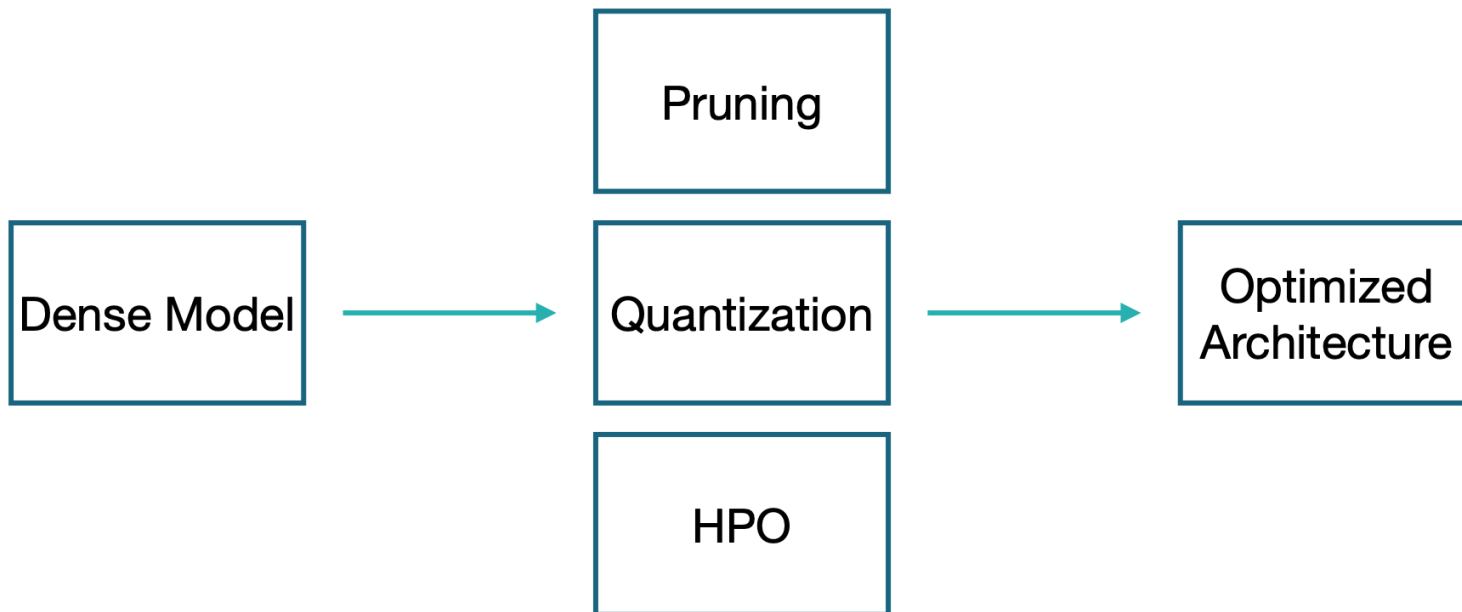 Pruning
Dense Model
Quantization
Optimized
Architecture
HPO